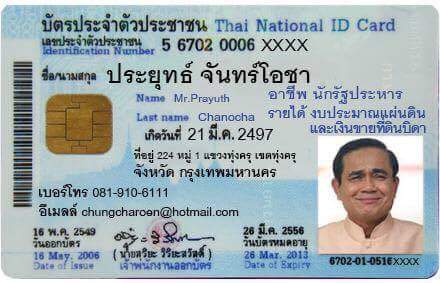 บัตรประจำตัวประชาชน Thai National ID Card
เลขประจำตัวประชาชน 5 6702 0006 XXXX
Identification Number
ชื่อ/นามสกุล ประยุทธ์ จันทร์โอชา
Name Mr.Prayuth อาชีพ นักรัฐประหาร
Last name Chanocha รายได้ งบประมาณแผ่นดิน
และเงินขายที่ดินบิดา
เกิดวันที่ 21 มี.ค. 2497
ที่อยู่ 224 หมู่ 1 แขวงทุ่งครุ เขตทุ่งครุ
จังหวัด กรุงเทพมหานคร
เบอร์โทร 081-910-6111
อีเมลล์ chungcharoen@hotmail.com
16 พ.ค. 2549 26 มี.ค. 2556
วันออกบัตร (นายสุริยะ วิริยะสวัสดิ์) วันบัตรหมดอายุ
16 May. 2006 เจ้าพนักงานออกบัตร 26 Mar. 2013
Date of Issue Date of Expiry
6702-01-0516XXXX